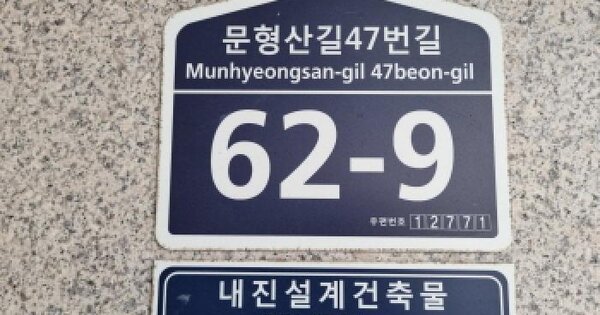 문형산길47번길
Munhyeongsan-gil 47beon-gil
62-9
우편번호 12771
내진설계건축물